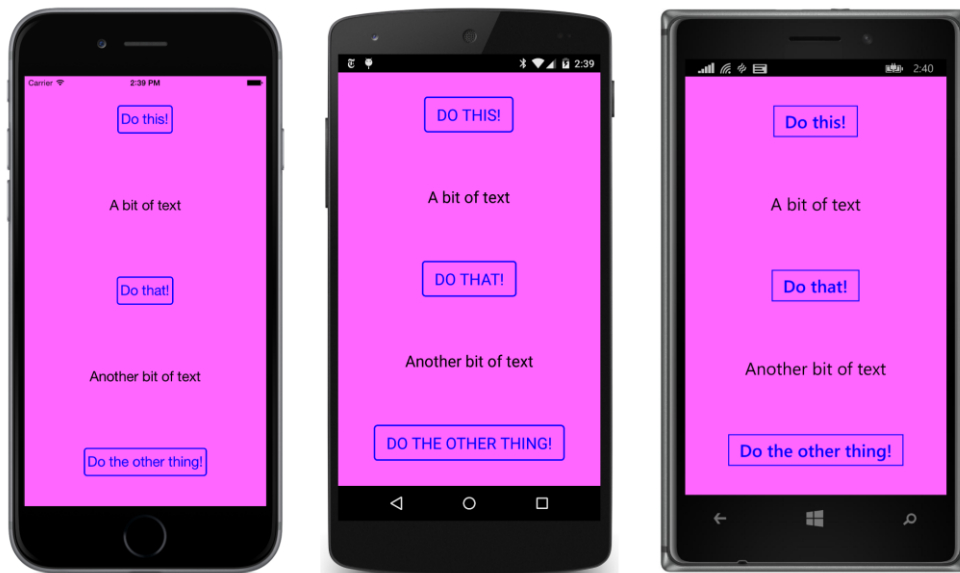 Carrier 2:39 PM
Do this!
A bit of text
Do that!
Another bit of text
Do the other thing!
2:39
DO THIS!
A bit of text
DO THAT!
Another bit of text
DO THE OTHER THING!
2:40
Do this!
A bit of text
Do that!
Another bit of text
Do the other thing!